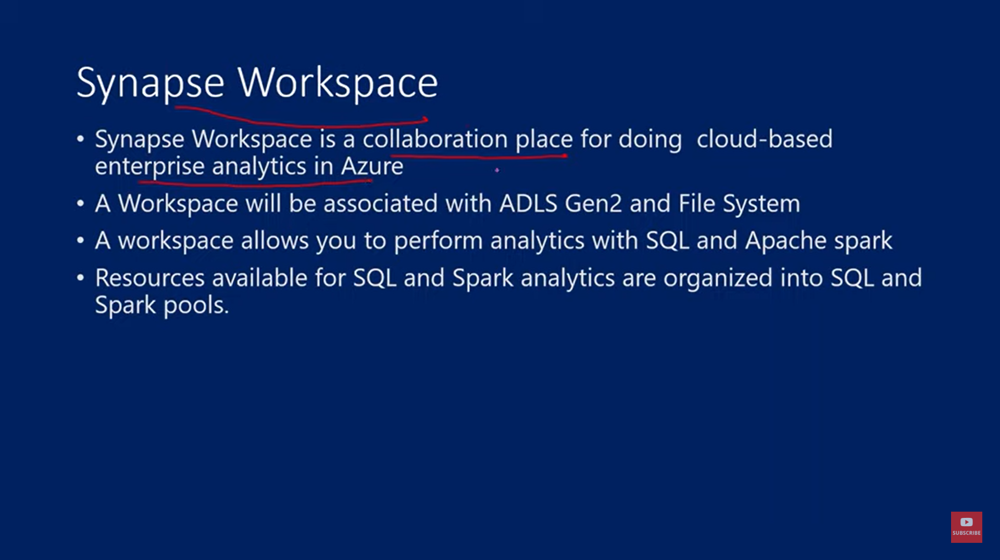 Synapse Workspace
• Synapse Workspace is a collaboration place for doing  cloud-based
enterprise analytics in Azure
• A Workspace will be associated with ADLS Gen2 and File System
• A workspace allows you to perform analytics with SQL and Apache spark
• Resources available for SQL and Spark analytics are organized into SQL and
Spark pools.
SUBSCRIBE